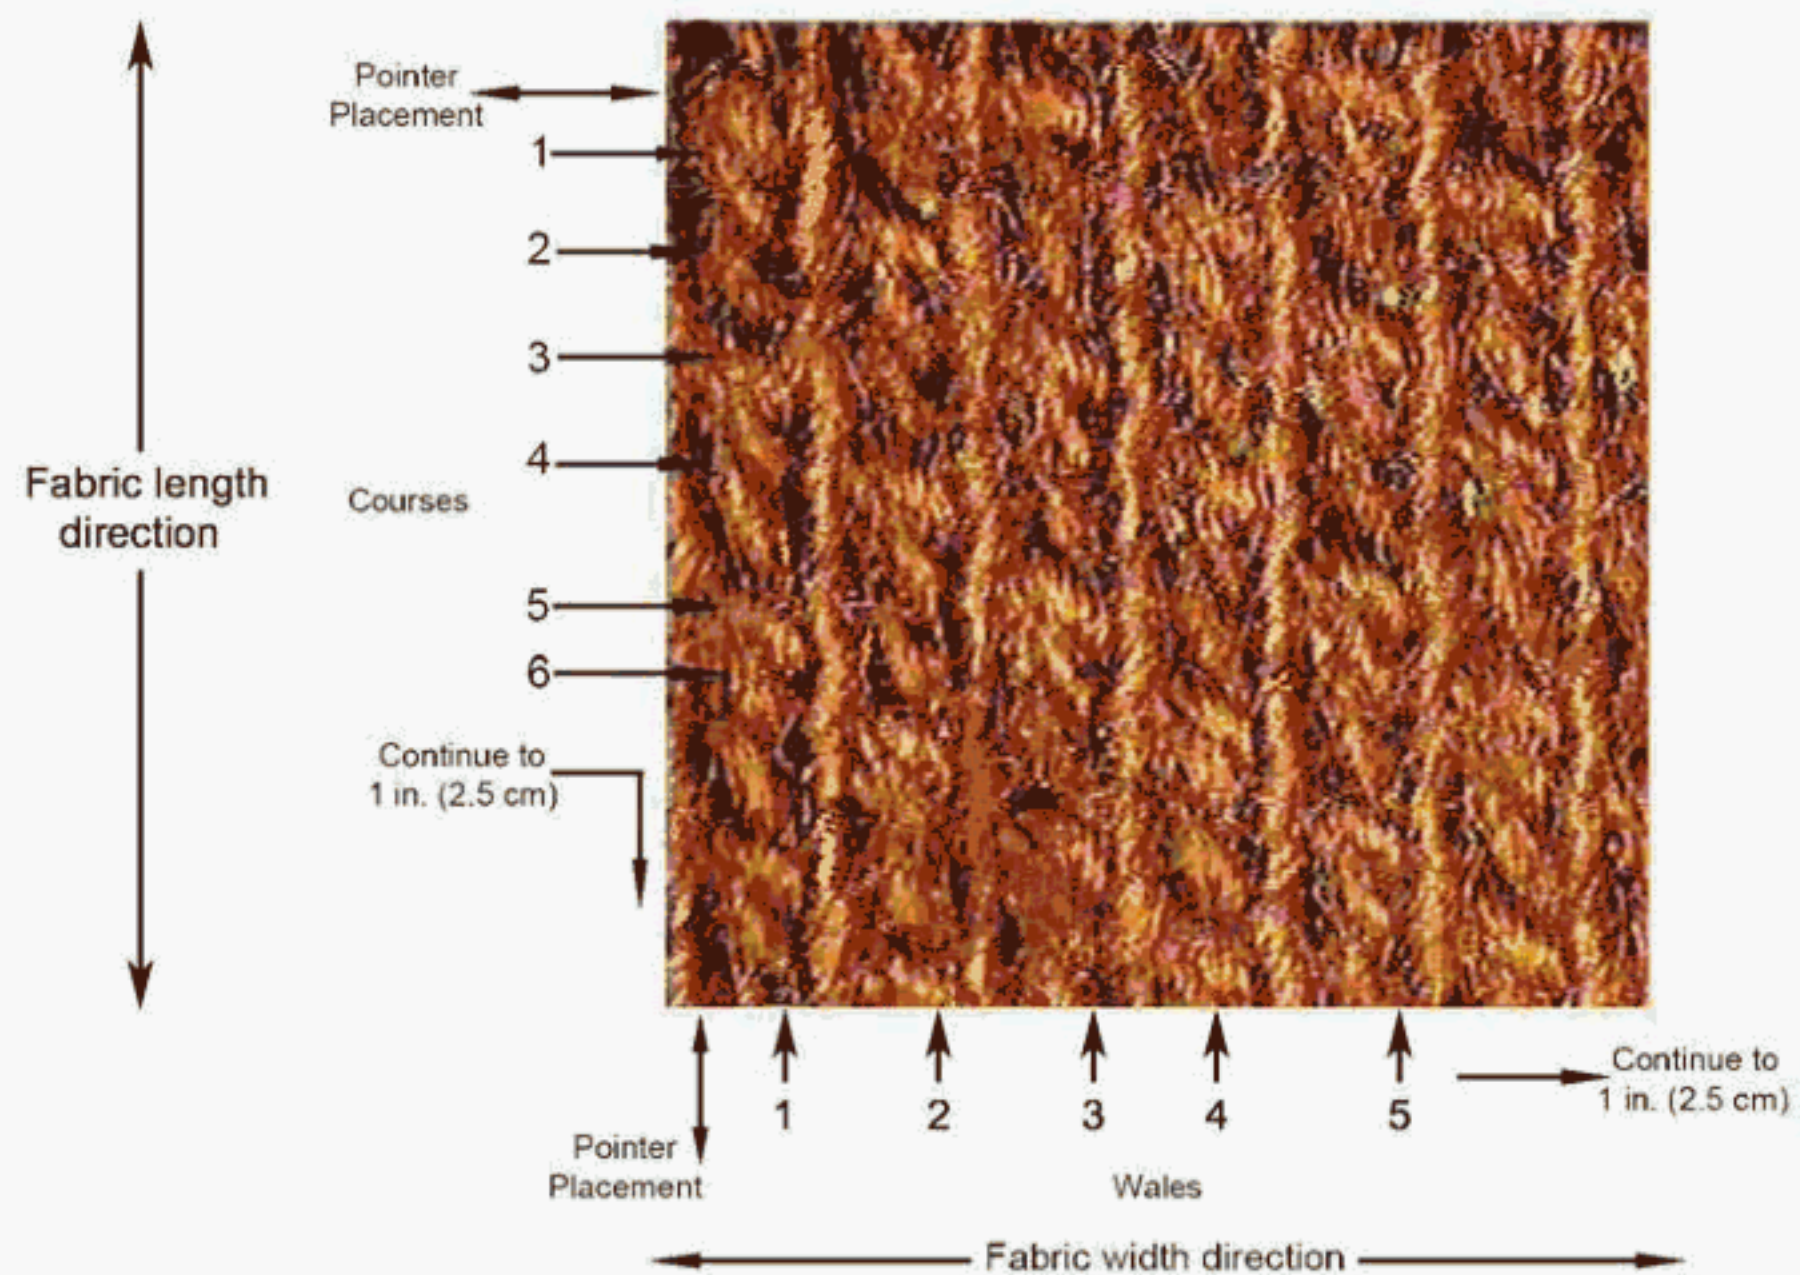 Pointer
Placement
1
2
3
4
5
6
Fabric length
direction
Courses
Continue to
1 in. (2.5 cm)
1
2
3
4
5
Continue to
1 in. (2.5 cm)
Pointer
Placement
Wales
Fabric width direction